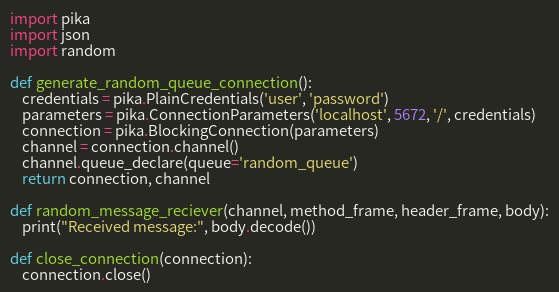 import pika
import json
import random

def generate_random_queue_connection():
    credentials = pika.PlainCredentials('user', 'password')
    parameters = pika.ConnectionParameters('localhost', 5672, '/', credentials)
    connection = pika.BlockingConnection(parameters)
    channel = connection.channel()
    channel.queue_declare(queue='random_queue')
    return connection, channel

def random_message_reciever(channel, method_frame, header_frame, body):
    print("Received message:", body.decode())

def close_connection(connection):
    connection.close()